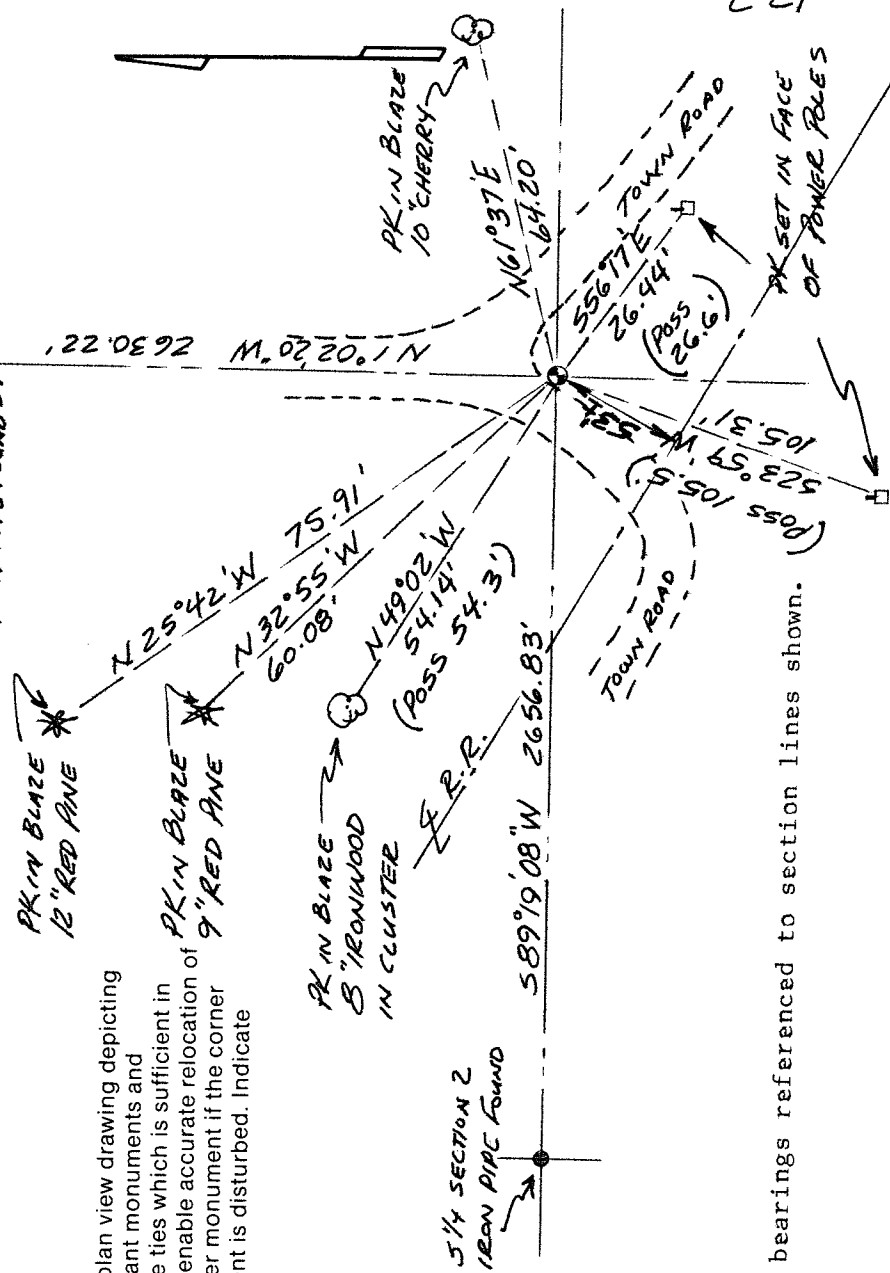 PK IN BLAZE
12" RED PINE
N 25°42'W 75.91'
PK IN BLAZE
9" RED PINE
N 32°55'W
60.08'
PK IN BLAZE
8" IRONWOOD
IN CLUSTER
N 49°02'W
54.14'
(POSS 54.3')
N 1°02'20" W 2630.22'
PK IN BLAZE
10" CHERRY
N 61°37'E
64.20'
TOWN ROAD
S56°17'E
26.44'
(POSS
26.6')
PK SET IN FACE
OF POWER POLES
53'±
S23°59'W
105.31'
(POSS 105.5')
TOWN ROAD
R.R.
S89°19'08"W 2656.83'
S 1/4 SECTION 2
IRON PIPE FOUND
plan view drawing depicting
ant monuments and
e ties which is sufficient in
enable accurate relocation of
er monument if the corner
nt is disturbed. Indicate
bearings referenced to section lines shown.